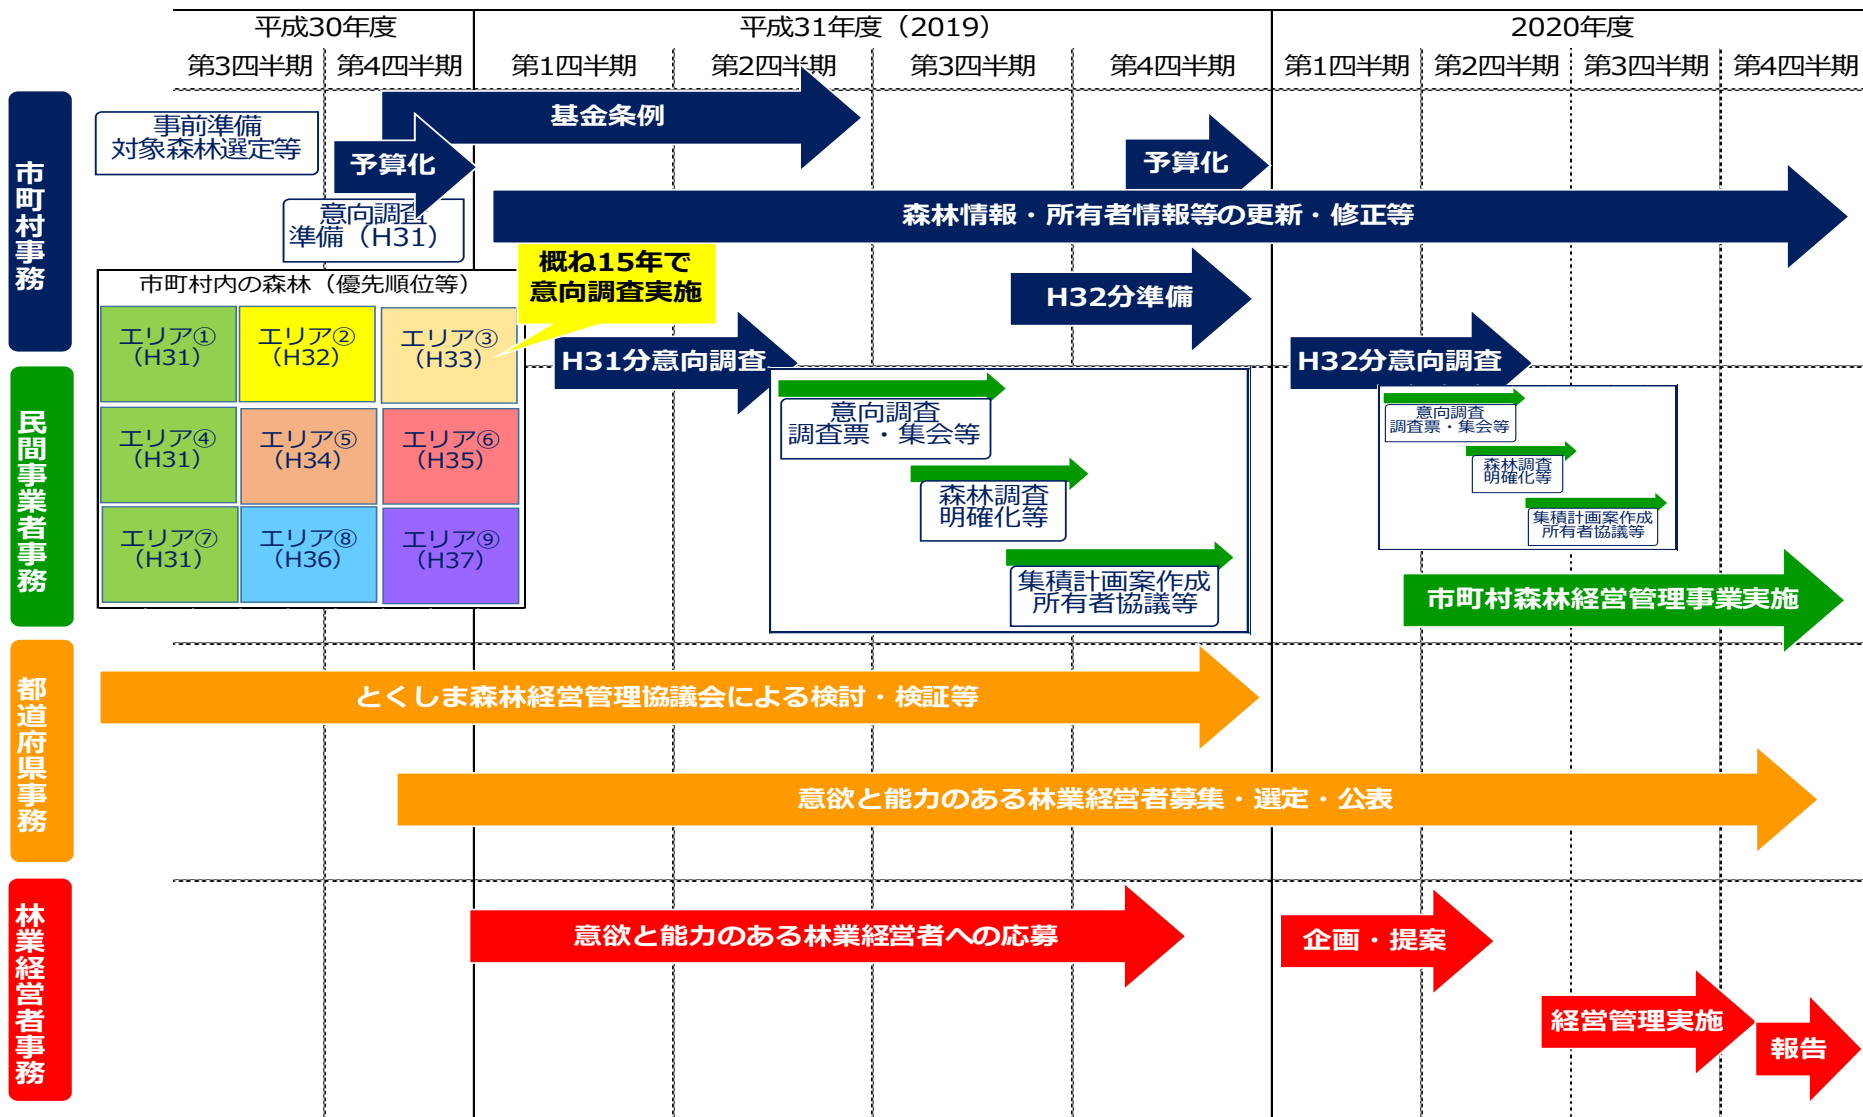 平成30年度
平成31年度（2019）
2020年度
第3四半期
第4四半期
第1四半期
第2四半期
第3四半期
第4四半期
第1四半期
第2四半期
第3四半期
第4四半期
市町村事務
事前準備
対象森林選定等
基金条例
予算化
予算化
意向調査
準備（H31）
森林情報・所有者情報等の更新・修正等
概ね15年で
意向調査実施
H32分準備
H31分意向調査
H32分意向調査
市町村内の森林（優先順位等）
エリア①
（H31）
エリア②
（H32）
エリア③
（H33）
エリア④
（H31）
エリア⑤
（H34）
エリア⑥
（H35）
エリア⑦
（H31）
エリア⑧
（H36）
エリア⑨
（H37）
民間事業者事務
意向調査
調査票・集会等
森林調査
明確化等
集積計画案作成
所有者協議等
意向調査
調査票・集会等
森林調査
明確化等
集積計画案作成
所有者協議等
市町村森林経営管理事業実施
都道府県事務
とくしま森林経営管理協議会による検討・検証等
意欲と能力のある林業経営者募集・選定・公表
林業経営者事務
意欲と能力のある林業経営者への応募
企画・提案
経営管理実施
報告